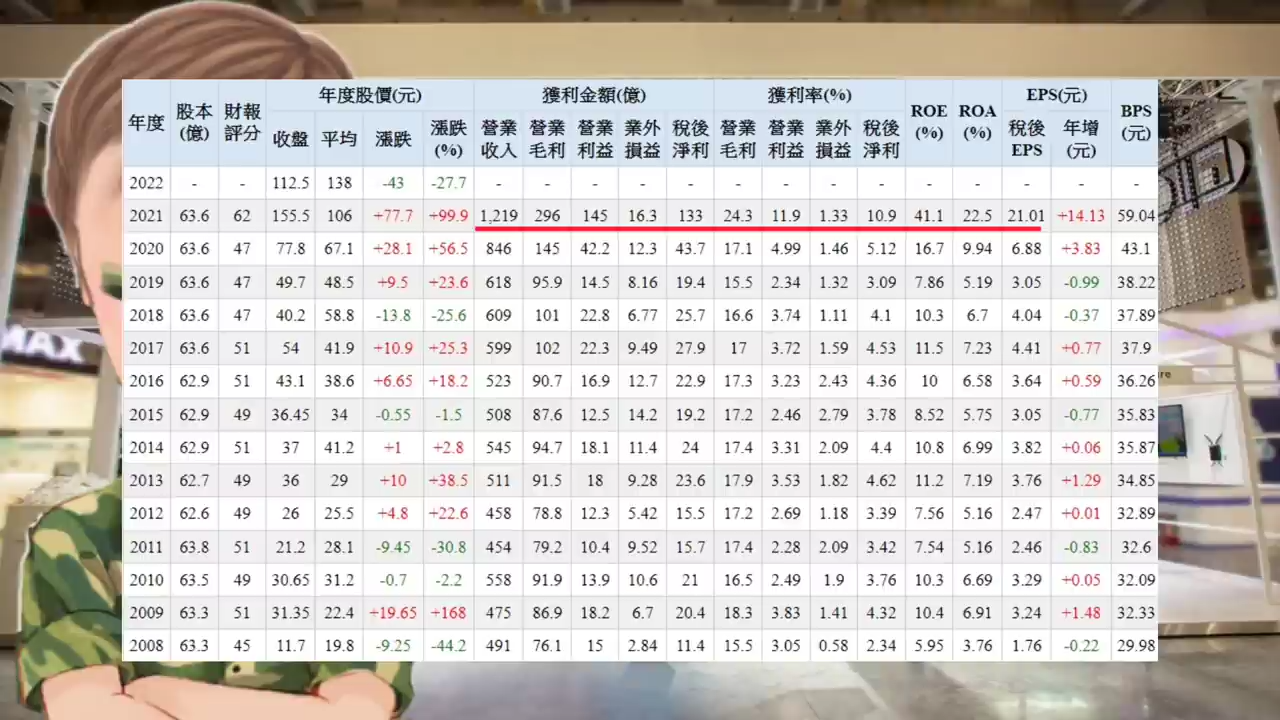 年度 股本(億) 財報評分 年度股價(元) 獲利金額(億) 獲利率(%) ROE(%) ROA(%) EPS(元) BPS(元)
收盤 平均 漲跌 漲跌(%) 營業收入 營業毛利 營業利益 業外損益 稅後淨利 營業毛利 營業利益 業外損益 稅後淨利 稅後EPS 年增(元)
2022 - - 112.5 138 -43 -27.7 - - - - - - - - - - - - - -
2021 63.6 62 155.5 106 +77.7 +99.9 1,219 296 145 16.3 133 24.3 11.9 1.33 10.9 41.1 22.5 21.01 +14.13 59.04
2020 63.6 47 77.8 67.1 +28.1 +56.5 846 145 42.2 12.3 43.7 17.1 4.99 1.46 5.12 16.7 9.94 6.88 +3.83 43.1
2019 63.6 47 49.7 48.5 +9.5 +23.6 618 95.9 14.5 8.16 19.4 15.5 2.34 1.32 3.09 7.86 5.19 3.05 -0.99 38.22
2018 63.6 47 40.2 58.8 -13.8 -25.6 609 101 22.8 6.77 25.7 16.6 3.74 1.11 4.1 10.3 6.7 4.04 -0.37 37.89
2017 63.6 51 54 41.9 +10.9 +25.3 599 102 22.3 9.49 27.9 17 3.72 1.59 4.53 11.5 7.23 4.41 +0.77 37.9
2016 62.9 51 43.1 38.6 +6.65 +18.2 523 90.7 16.9 12.7 22.9 17.3 3.23 2.43 4.36 10 6.58 3.64 +0.59 36.26
2015 62.9 49 36.45 34 -0.55 -1.5 508 87.6 12.5 14.2 19.2 17.2 2.46 2.79 3.78 8.52 5.75 3.05 -0.77 35.83
2014 62.9 51 37 41.2 +1 +2.8 545 94.7 18.1 11.4 24 17.4 3.31 2.09 4.4 10.8 6.99 3.82 +0.06 35.87
2013 62.7 49 36 29 +10 +38.5 511 91.5 18 9.28 23.6 17.9 3.53 1.82 4.62 11.2 7.19 3.76 +1.29 34.85
2012 62.6 49 26 25.5 +4.8 +22.6 458 78.8 12.3 5.42 15.5 17.2 2.69 1.18 3.39 7.56 5.16 2.47 +0.01 32.89
2011 63.8 51 21.2 28.1 -9.45 -30.8 454 79.2 10.4 9.52 15.7 17.4 2.28 2.09 3.42 7.54 5.16 2.46 -0.83 32.6
2010 63.5 49 30.65 31.2 -0.7 -2.2 558 91.9 13.9 10.6 21 16.5 2.49 1.9 3.76 10.3 6.69 3.29 +0.05 32.09
2009 63.3 51 31.35 22.4 +19.65 +168 475 86.9 18.2 6.7 20.4 18.3 3.83 1.41 4.32 10.4 6.91 3.24 +1.48 32.33
2008 63.3 45 11.7 19.8 -9.25 -44.2 491 76.1 15 2.84 11.4 15.5 3.05 0.58 2.34 5.95 3.76 1.76 -0.22 29.98
MAX